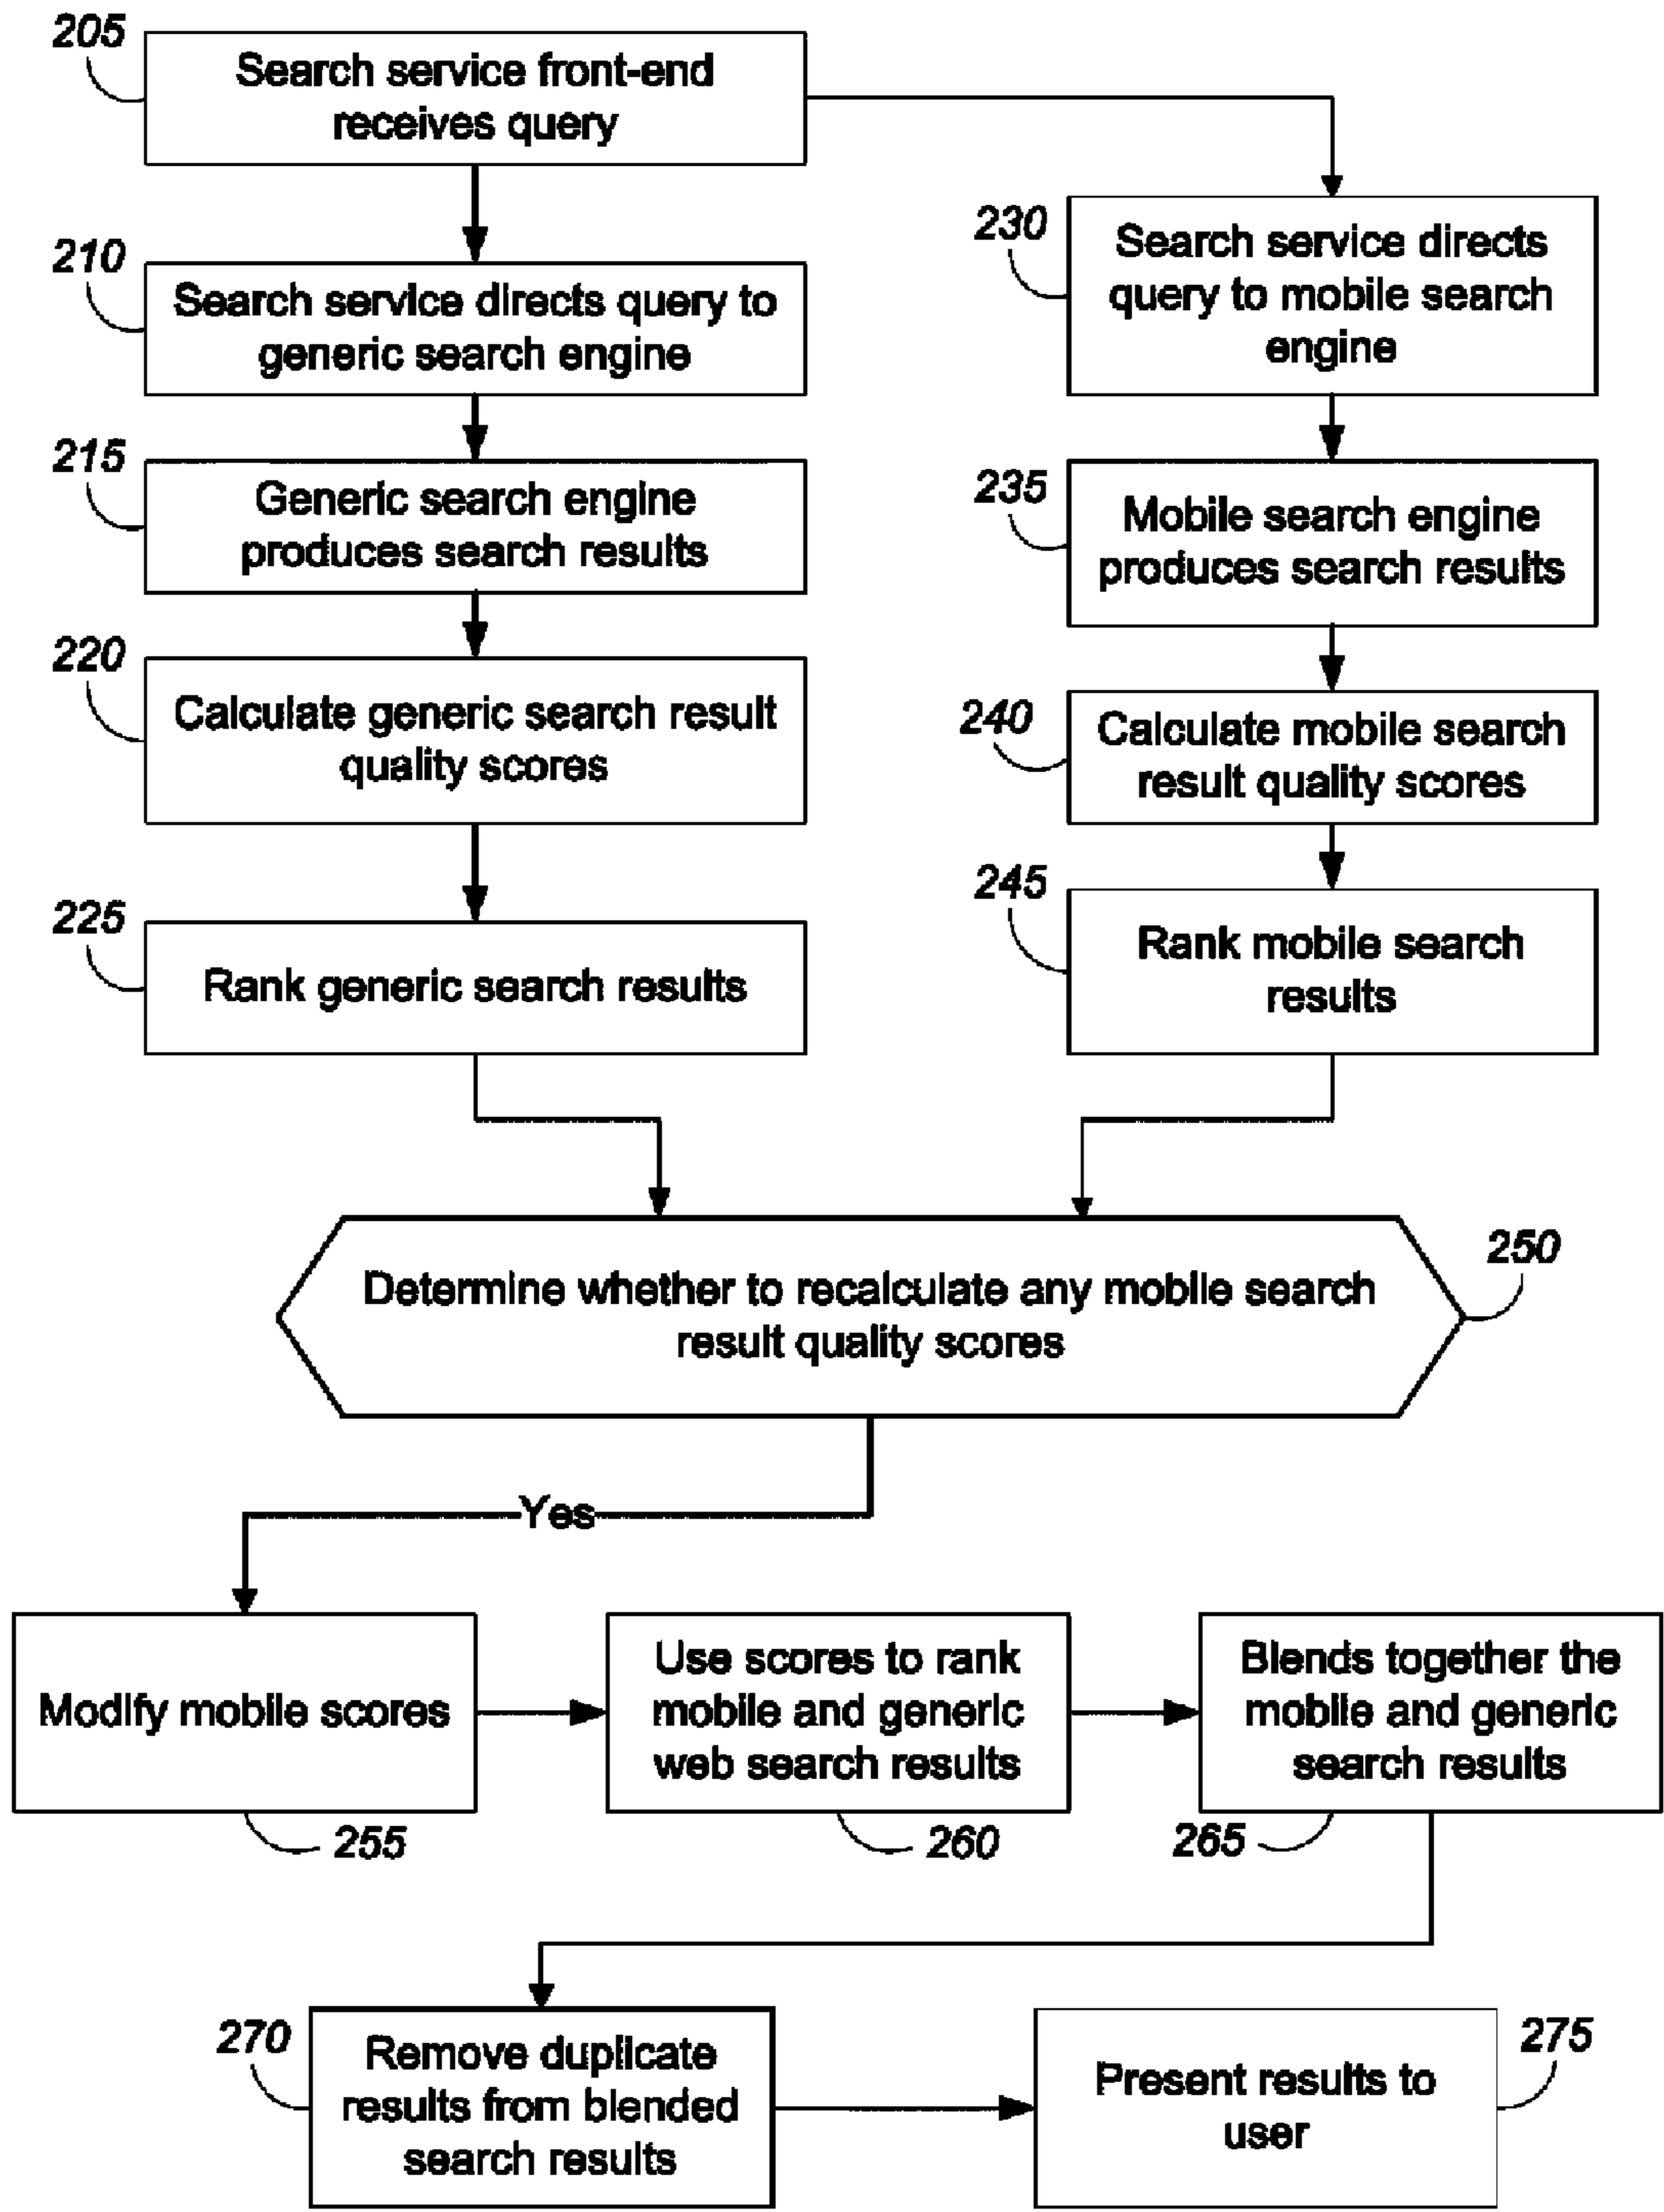 205
Search service front-end
receives query
210
Search service directs query to
generic search engine
215
Generic search engine
produces search results
220
Calculate generic search result
quality scores
225
Rank generic search results
230
Search service directs
query to mobile search
engine
235
Mobile search engine
produces search results
240
Calculate mobile search
result quality scores
245
Rank mobile search
results
250
Determine whether to recalculate any mobile search
result quality scores
Yes
Modify mobile scores
255
Use scores to rank
mobile and generic
web search results
260
Blends together the
mobile and generic
search results
265
270
Remove duplicate
results from blended
search results
275
Present results to
user